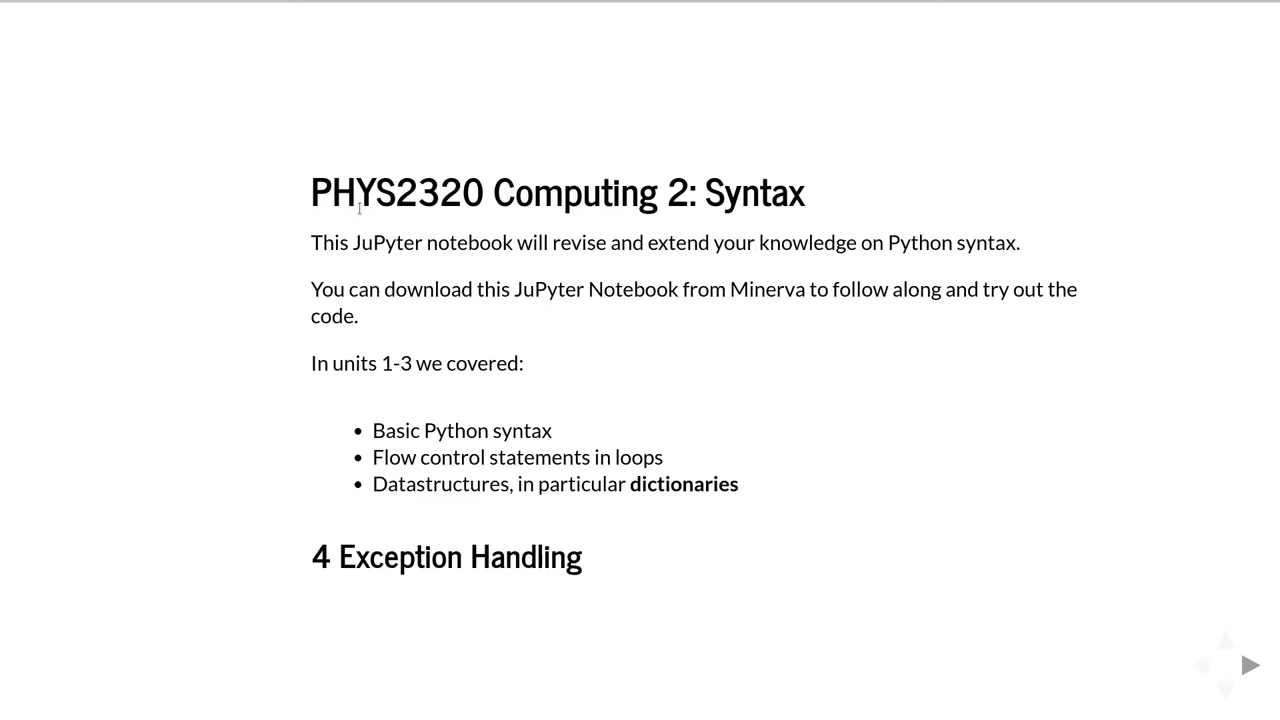 PHYS2320 Computing 2: Syntax
This JuPyter notebook will revise and extend your knowledge on Python syntax.
You can download this JuPyter Notebook from Minerva to follow along and try out the
code.
In units 1-3 we covered:
• Basic Python syntax
• Flow control statements in loops
• Datastructures, in particular dictionaries
4 Exception Handling